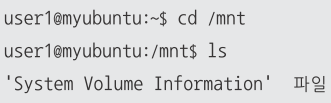 user1@myubuntu:~$ cd /mnt
user1@myubuntu:/mnt$ ls
'System Volume Information'  파일